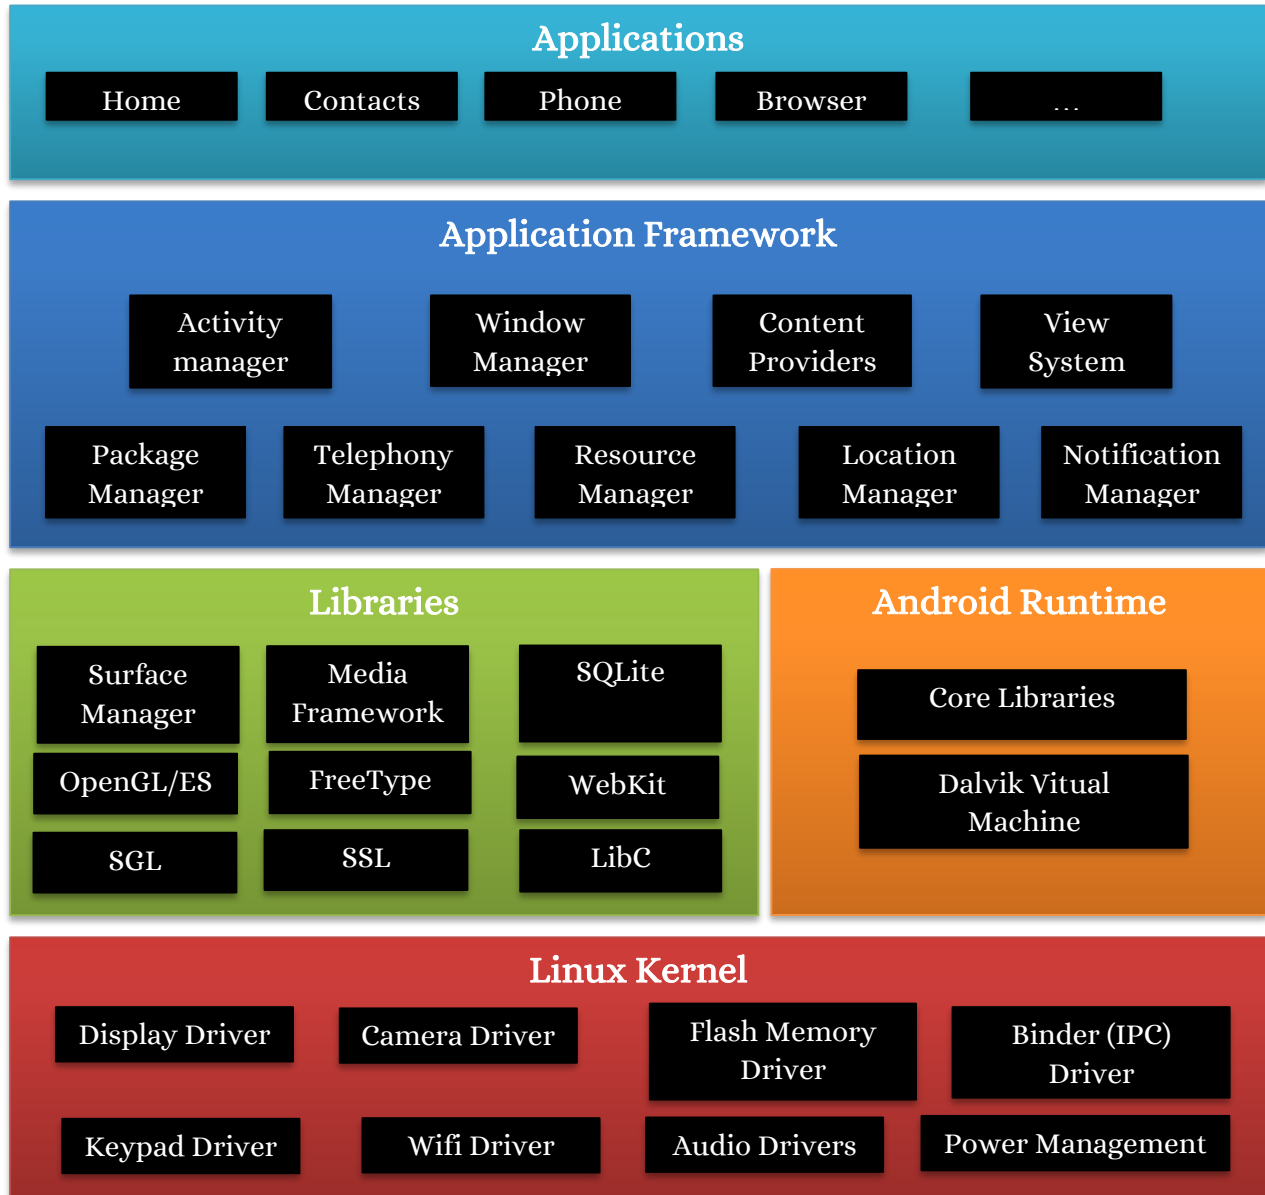 Applications
Home
Contacts
Phone
Browser
...
Application Framework
Activity
manager
Window
Manager
Content
Providers
View
System
Package
Manager
Telephony
Manager
Resource
Manager
Location
Manager
Notification
Manager
Libraries
Surface
Manager
Media
Framework
SQLite
OpenGL/ES
FreeType
WebKit
SGL
SSL
LibC
Android Runtime
Core Libraries
Dalvik Vitual
Machine
Linux Kernel
Display Driver
Camera Driver
Flash Memory
Driver
Binder (IPC)
Driver
Keypad Driver
Wifi Driver
Audio Drivers
Power Management